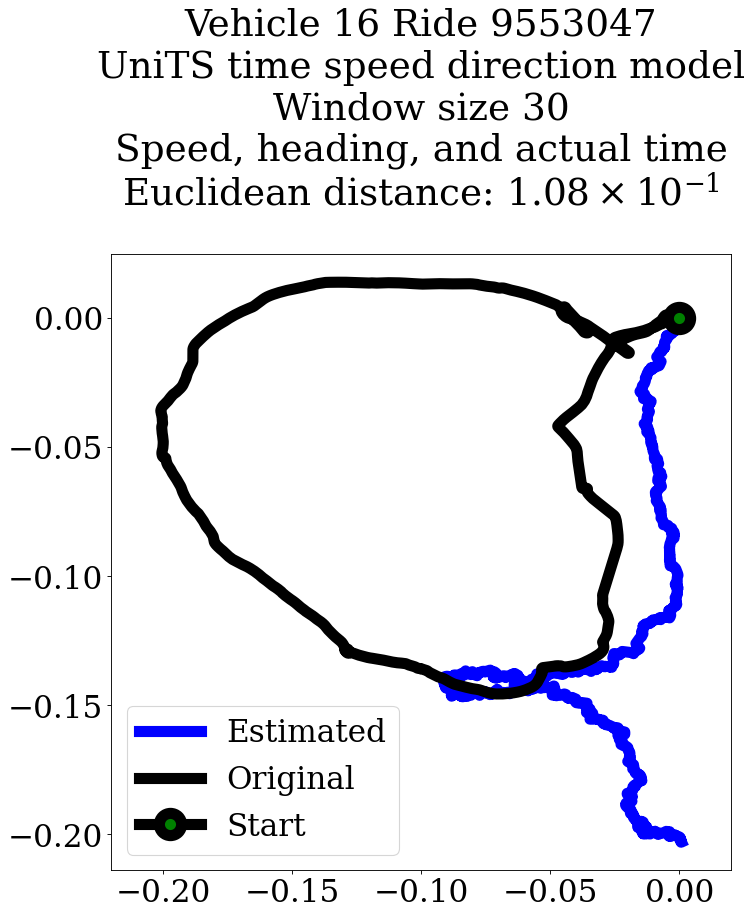 Vehicle 16 Ride 9553047
UniTS time speed direction model
Window size 30
Speed, heading, and actual time
Euclidean distance: 1.08 × 10⁻¹
0.00
−0.05
−0.10
−0.15
−0.20
Estimated
Original
Start
−0.20 −0.15 −0.10 −0.05 0.00